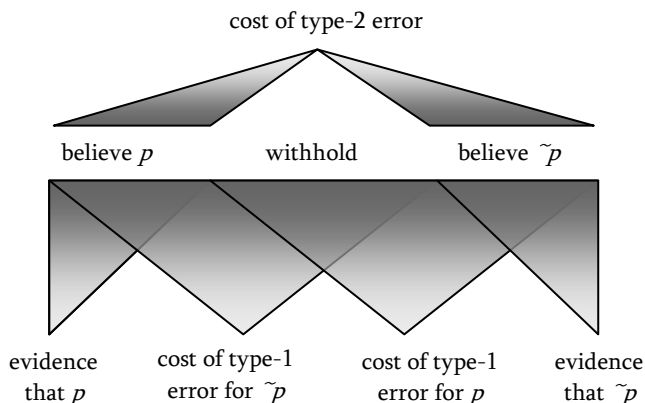 cost of type-2 error
believe p
withhold
believe ~p
evidence that p
cost of type-1 error for ~p
cost of type-1 error for p
evidence that ~p